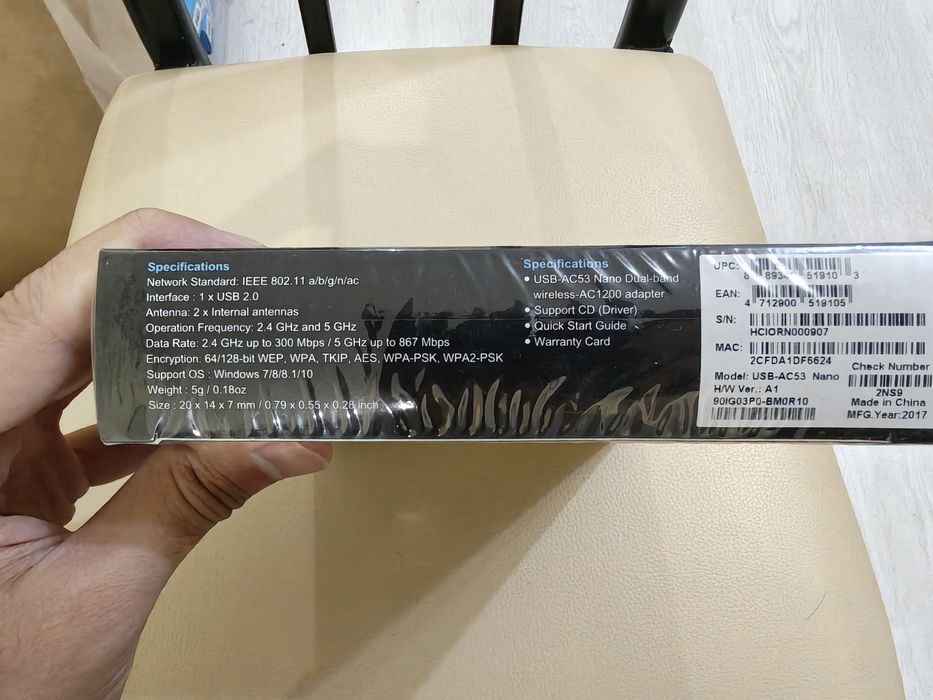 Specifications
Network Standard: IEEE 802.11 a/b/g/n/ac
Interface : 1 x USB 2.0
Antenna: 2 x Internal antennas
Operation Frequency: 2.4 GHz and 5 GHz
Data Rate: 2.4 GHz up to 300 Mbps / 5 GHz up to 867 Mbps
Encryption: 64/128-bit WEP, WPA, TKIP, AES, WPA-PSK, WPA2-PSK
Support OS : Windows 7/8/8.1/10
Weight : 5g / 0.18oz
Size : 20 x 14 x 7 mm / 0.79 x 0.55 x 0.28 inch
Specifications
• USB-AC53 Nano Dual-band
wireless-AC1200 adapter
• Support CD (Driver)
• Quick Start Guide
• Warranty Card
UPC:
51910 3
EAN:
4 712900 519105
S/N:
HCIORN000907
MAC:
2CFDA1DF6624
Check Number
Model: USB-AC53 Nano
2NS9
H/W Ver.: A1
Made in China
90IG03P0-BM0R10
MFG.Year:2017